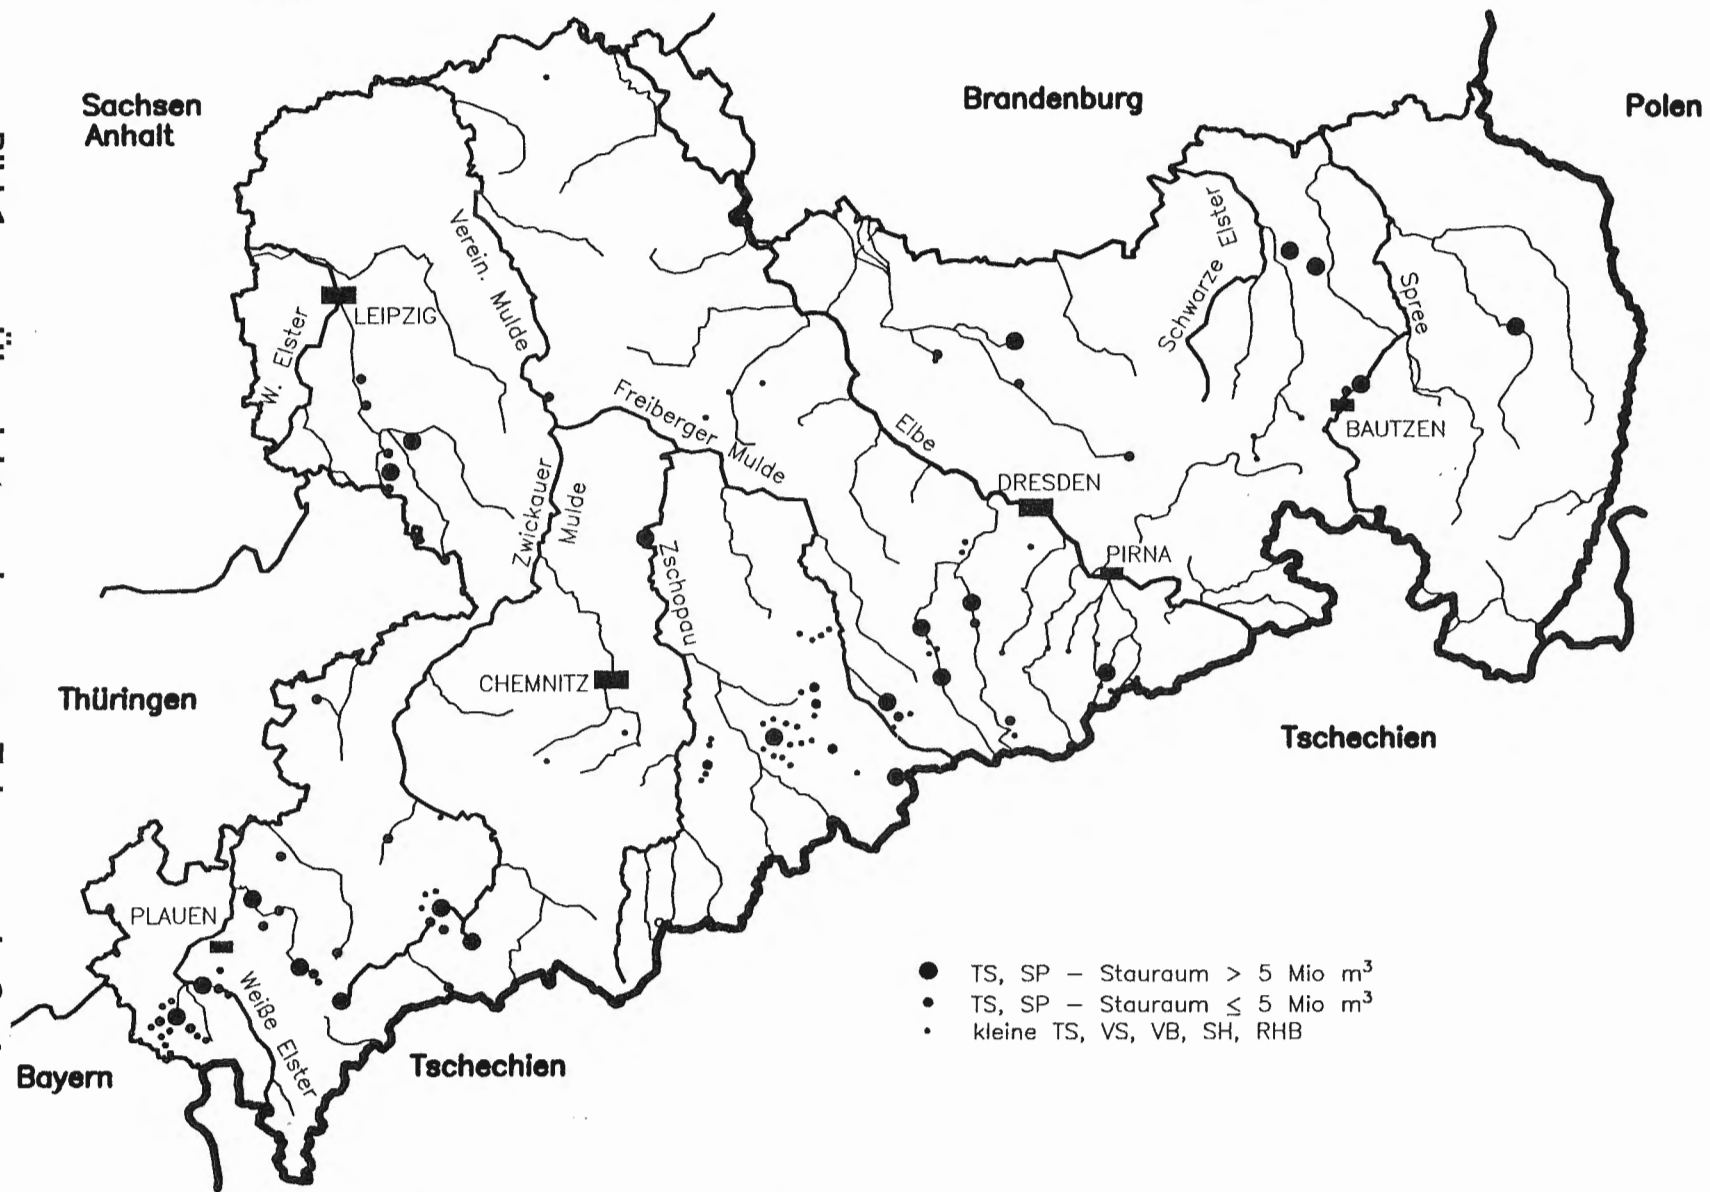 Sachsen
Anhalt
Brandenburg
Polen
Verein. Mulde
Schwarze Elster
Spree
LEIPZIG
W. Elster
Freiberger Mulde
Elbe
BAUTZEN
DRESDEN
Zwickauer
Mulde
Zschopau
PIRNA
CHEMNITZ
Thüringen
Tschechien
PLAUEN
Weiße Elster
TS, SP – Stauraum > 5 Mio m³
TS, SP – Stauraum ≤ 5 Mio m³
kleine TS, VS, VB, SH, RHB
Bayern
Tschechien